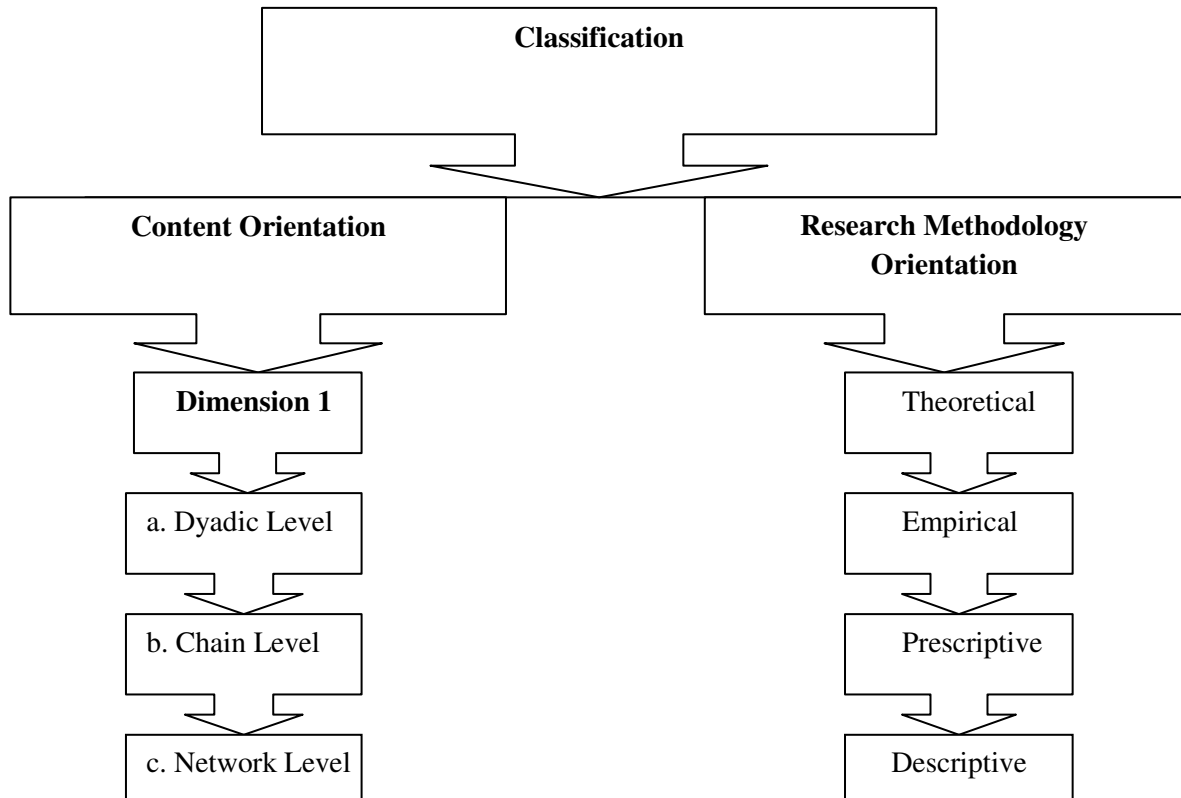 Classification
Content Orientation
Research Methodology
Orientation
Dimension 1
Theoretical
a. Dyadic Level
Empirical
b. Chain Level
Prescriptive
c. Network Level
Descriptive